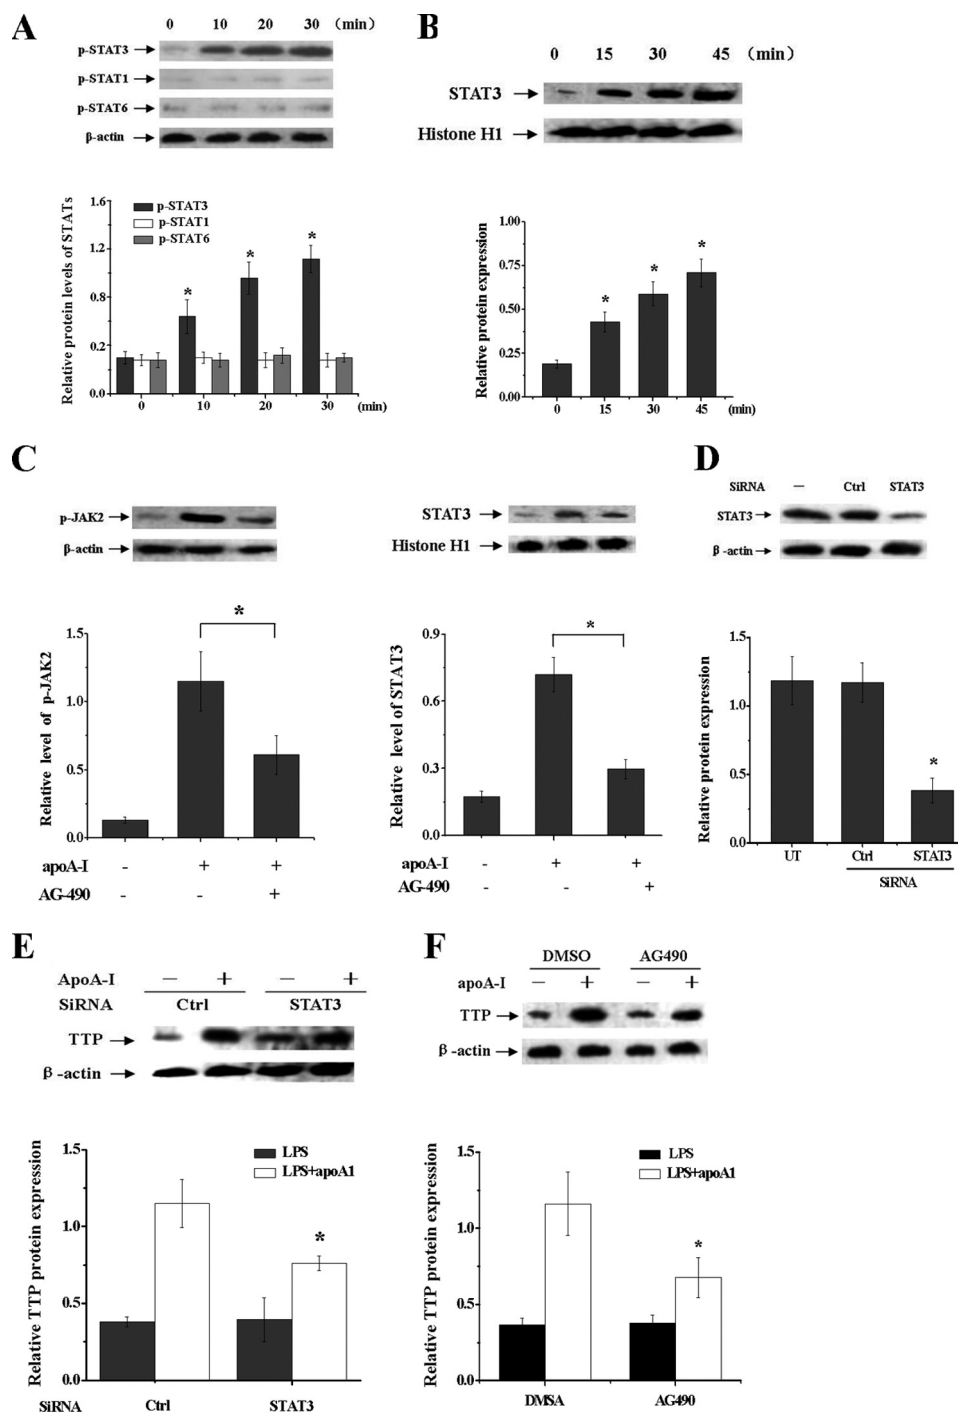 A
0 10 20 30 (min)
p-STAT3
p-STAT1
p-STAT6
β-actin
Relative protein levels of STATs
1.6
1.2
0.8
0.2
0.0
p-STAT3
p-STAT1
p-STAT6
* * *
0 10 20 30 (min)
B
0 15 30 45 (min)
STAT3
Histone H1
Relative protein expression
1.00
0.75
0.50
0.25
0.00
* * *
0 15 30 45 (min)
C
p-JAK2
β-actin
Relative level of p-JAK2
1.5
1.0
0.5
0.0
*
apoA-I - + +
AG-490 - - +
STAT3
Histone H1
Relative level of STAT3
0.9
0.6
0.3
0.0
*
apoA-I - + +
AG-490 - - +
D
SiRNA — Ctrl STAT3
STAT3
β-actin
Relative protein expression
1.5
1.0
0.5
0.0
*
UT Ctrl STAT3
SiRNA
E
ApoA-I — + — +
SiRNA Ctrl STAT3
TTP
β-actin
Relative TTP protein expression
1.5
1.0
0.5
0.0
LPS
LPS+apoA1
*
SiRNA Ctrl STAT3
F
DMSO AG490
apoA-I — + — +
TTP
β-actin
Relative TTP protein expression
1.5
1.0
0.5
0.0
LPS
LPS+apoA1
*
DMSA AG490